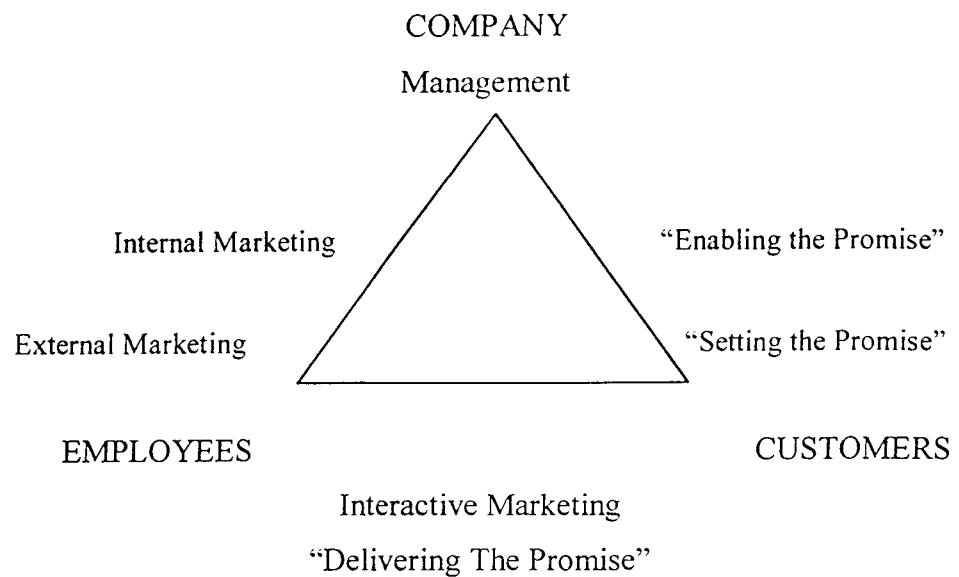 COMPANY
Management
Internal Marketing
“Enabling the Promise”
External Marketing
“Setting the Promise”
EMPLOYEES
CUSTOMERS
Interactive Marketing
“Delivering The Promise”